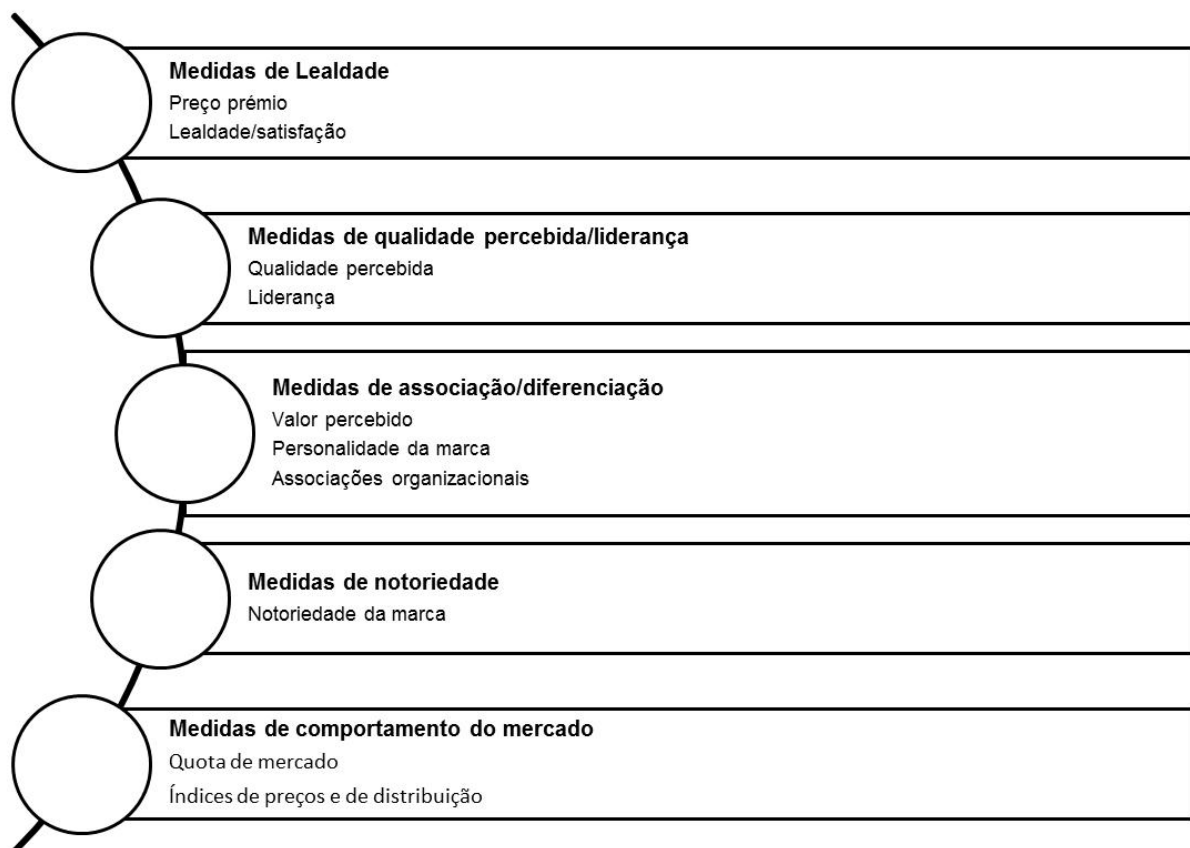 Medidas de Lealdade
Preço prémio
Lealdade/satisfação
Medidas de qualidade percebida/liderança
Qualidade percebida
Liderança
Medidas de associação/diferenciação
Valor percebido
Personalidade da marca
Associações organizacionais
Medidas de notoriedade
Notoriedade da marca
Medidas de comportamento do mercado
Quota de mercado
Índices de preços e de distribuição